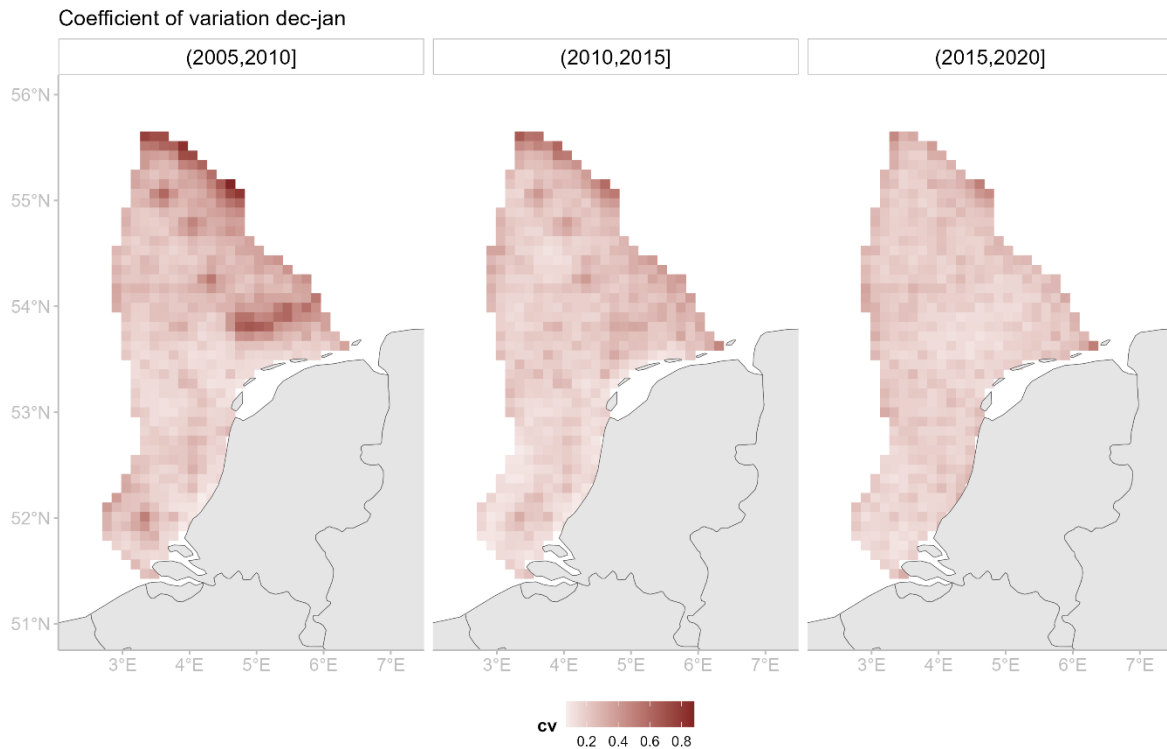 Coefficient of variation dec-jan
(2005,2010] (2010,2015] (2015,2020]
56°N
55°N
54°N
53°N
52°N
51°N
3°E 4°E 5°E 6°E 7°E 3°E 4°E 5°E 6°E 7°E 3°E 4°E 5°E 6°E 7°E
cv
0.2 0.4 0.6 0.8